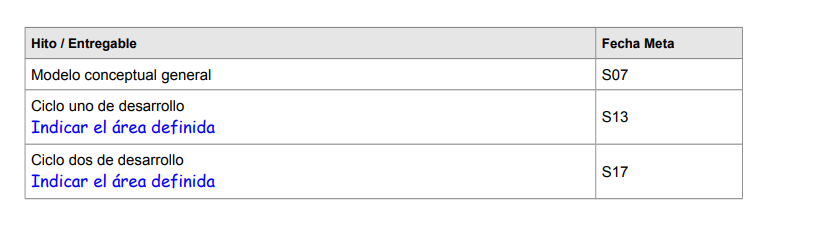 Hito / Entregable
Fecha Meta
Modelo conceptual general
S07
Ciclo uno de desarrollo
Indicar el área definida
S13
Ciclo dos de desarrollo
Indicar el área definida
S17